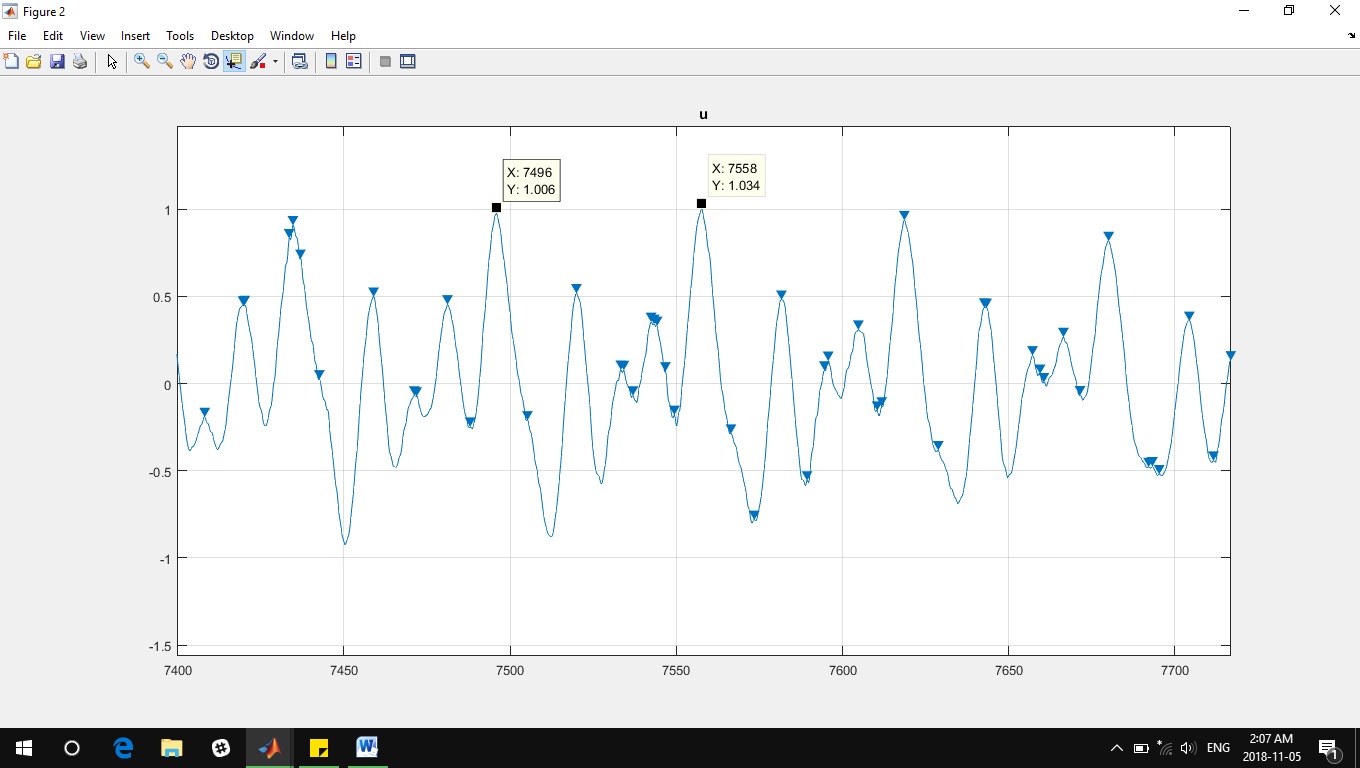 Figure 2
File Edit View Insert Tools Desktop Window Help
u
X: 7496
Y: 1.006
X: 7558
Y: 1.034
1
0.5
0
-0.5
-1
-1.5
7400 7450 7500 7550 7600 7650 7700
ENG
2:07 AM
2018-11-05
1